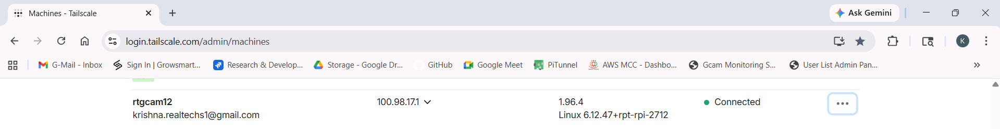 Machines - Tailscale
Ask Gemini
login.tailscale.com/admin/machines
K
G-Mail - Inbox
Sign In | Growsmart...
Research & Develop...
Storage - Google Dr...
GitHub
Google Meet
PiTunnel
AWS MCC - Dashbo...
Gcam Monitoring S...
User List Admin Pan...
rtgcam12
100.98.17.1
1.96.4
Connected
krishna.realtechs1@gmail.com
Linux 6.12.47+rpt-rpi-2712